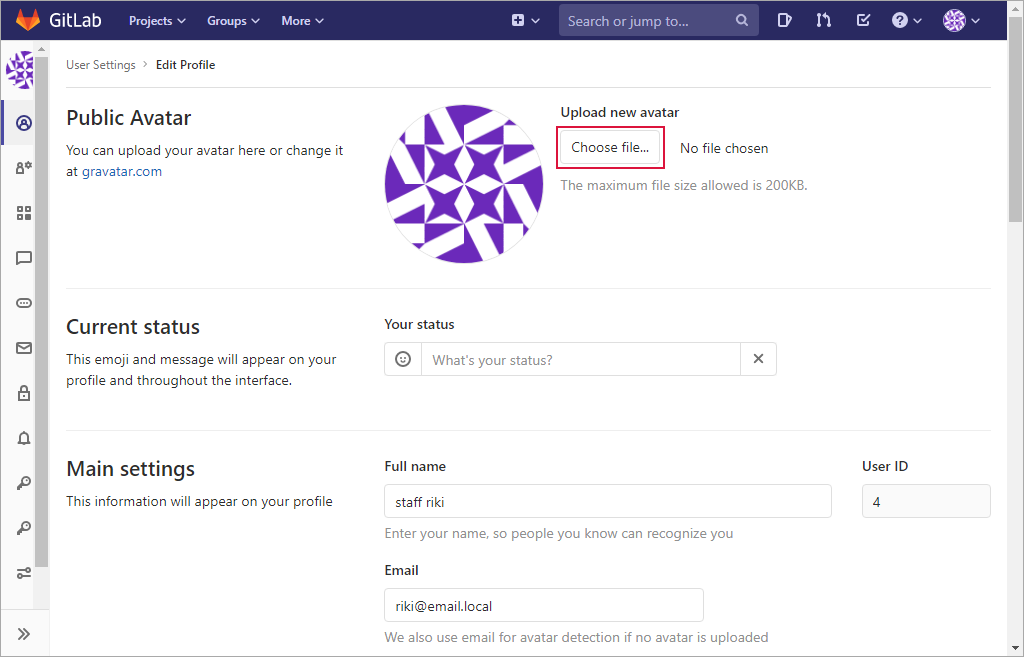 GitLab Projects Groups More Search or jump to...
User Settings > Edit Profile
Public Avatar
You can upload your avatar here or change it
at gravatar.com
Upload new avatar
Choose file... No file chosen
The maximum file size allowed is 200KB.
Current status
This emoji and message will appear on your
profile and throughout the interface.
Your status
What's your status?
Main settings
This information will appear on your profile
Full name
staff riki
Enter your name, so people you know can recognize you
User ID
4
Email
riki@email.local
We also use email for avatar detection if no avatar is uploaded